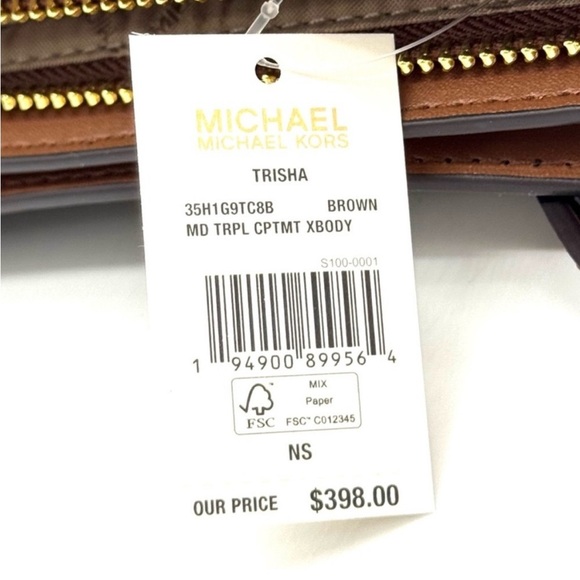 MICHAEL
MICHAEL KORS
TRISHA
35H1G9TC8B BROWN
MD TRPL CPTMT XBODY
S100-0001
1 94900 89956 4
MIX
Paper
FSC FSC™ C012345
NS
OUR PRICE $398.00